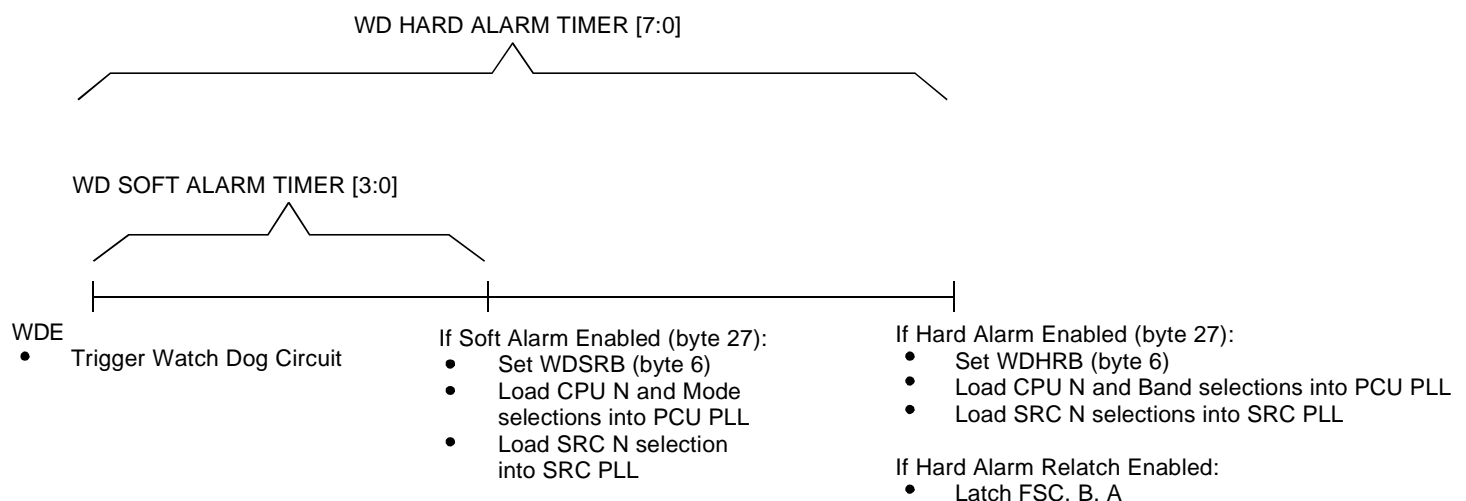 WD HARD ALARM TIMER [7:0]
WD SOFT ALARM TIMER [3:0]
WDE
• Trigger Watch Dog Circuit
If Soft Alarm Enabled (byte 27):
• Set WDSRB (byte 6)
• Load CPU N and Mode
selections into PCU PLL
• Load SRC N selection
into SRC PLL
If Hard Alarm Enabled (byte 27):
• Set WDHRB (byte 6)
• Load CPU N and Band selections into PCU PLL
• Load SRC N selections into SRC PLL
If Hard Alarm Relatch Enabled:
• Latch FSC, B, A